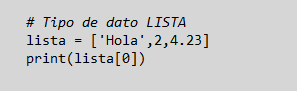 # Tipo de dato LISTA
lista = ['Hola',2,4.23]
print(lista[0])